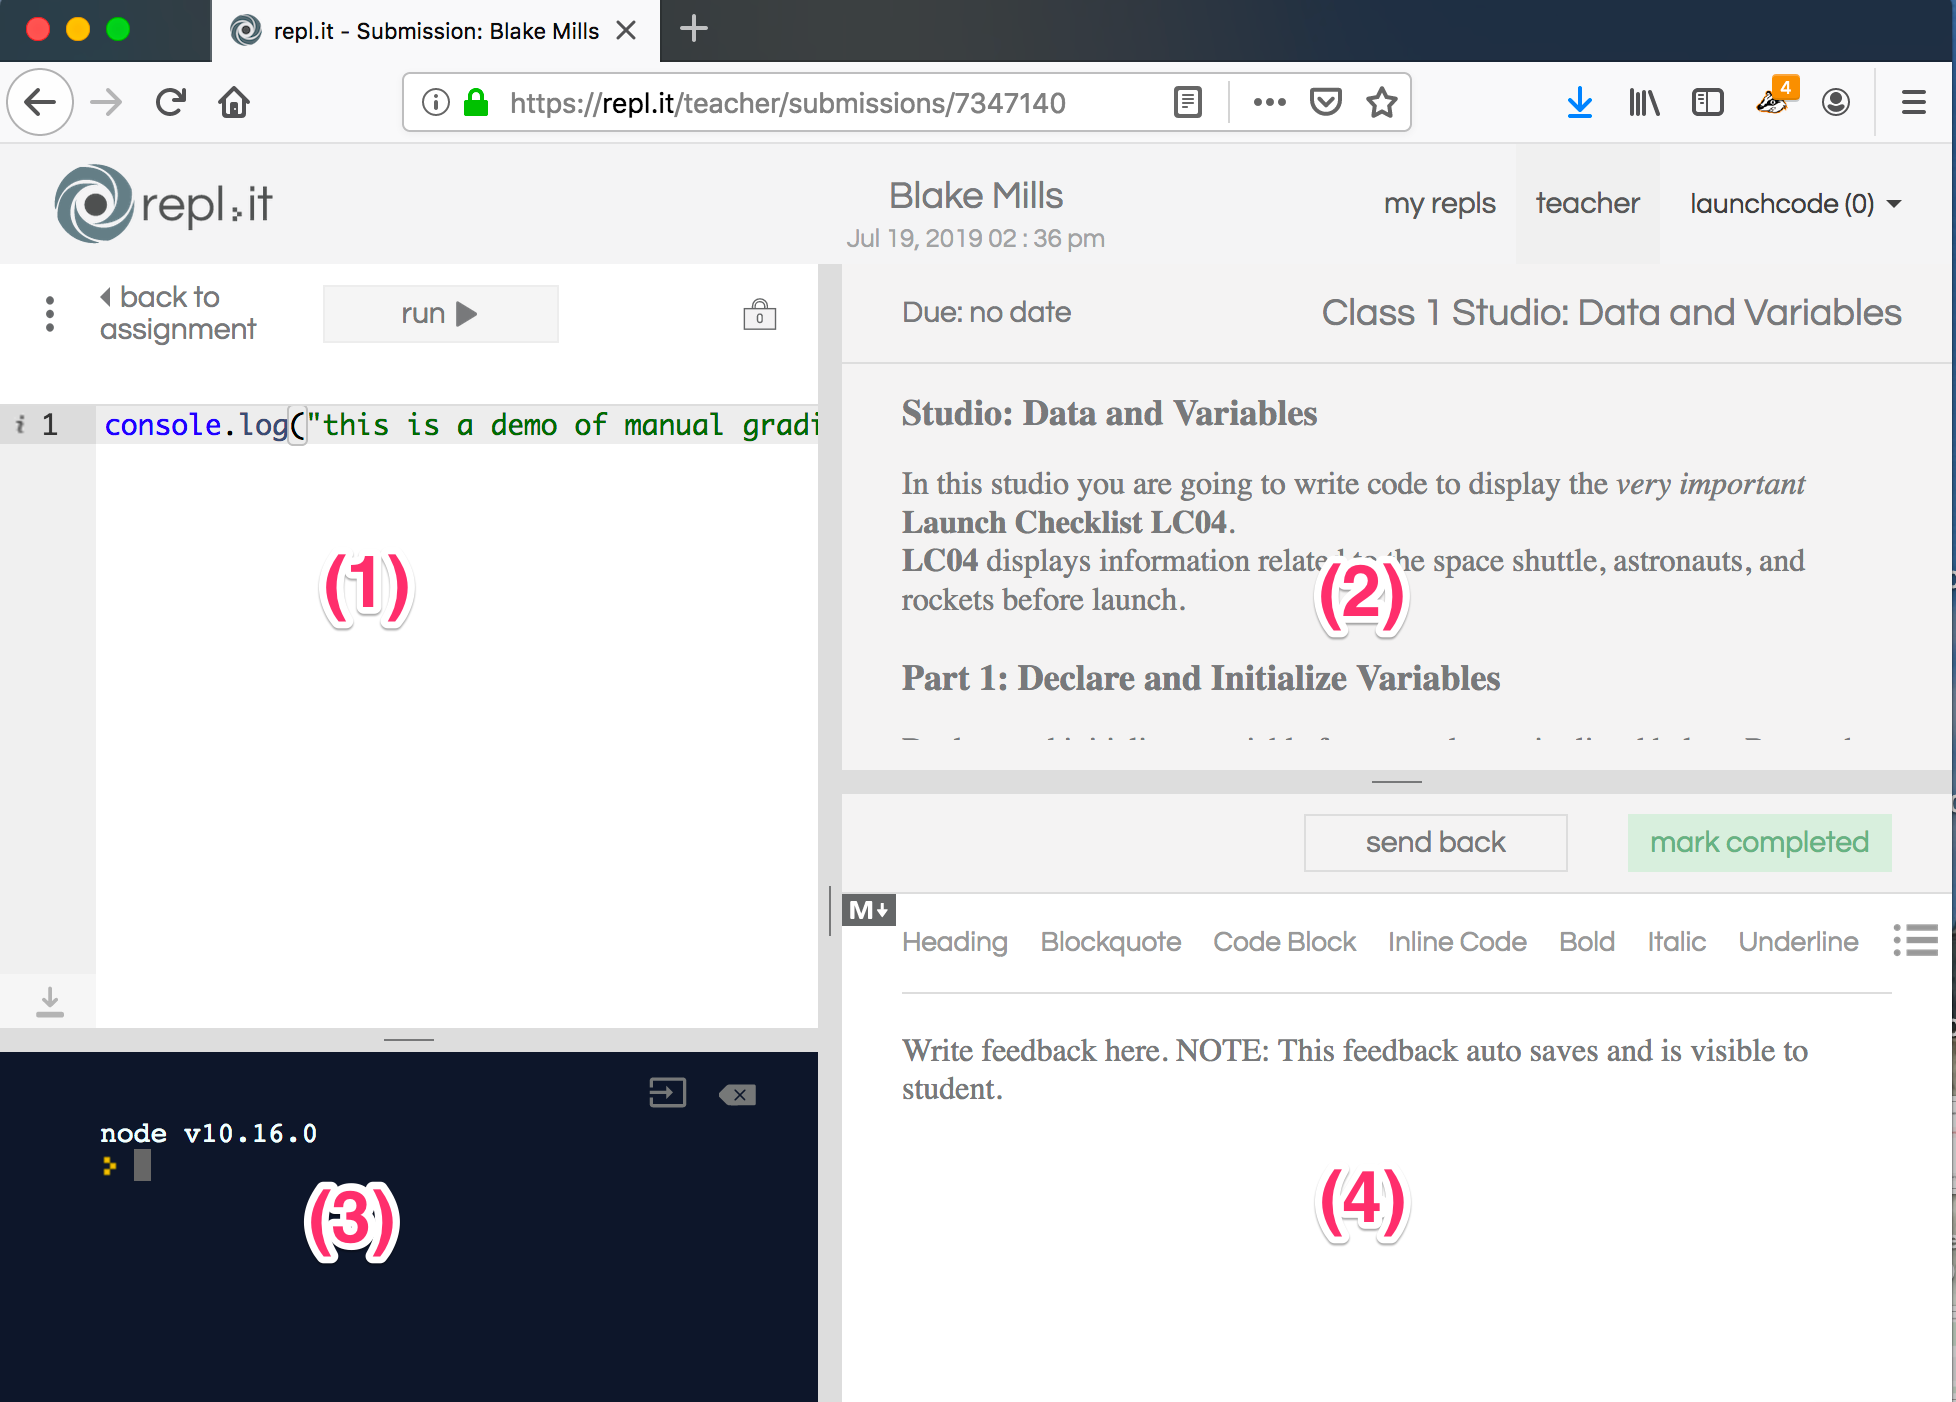 repl.it - Submission: Blake Mills
https://repl.it/teacher/submissions/7347140
4
repl.it
Blake Mills
Jul 19, 2019 02 : 36 pm
my repls
teacher
launchcode (0)
back to
assignment
run
0
Due: no date
Class 1 Studio: Data and Variables
i 1 console.log("this is a demo of manual gradi
(1)
Studio: Data and Variables
In this studio you are going to write code to display the very important
Launch Checklist LC04.
LC04 displays information related to the space shuttle, astronauts, and
rockets before launch.
(2)
Part 1: Declare and Initialize Variables
send back
mark completed
M
Heading Blockquote Code Block Inline Code Bold Italic Underline
Write feedback here. NOTE: This feedback auto saves and is visible to
student.
(4)
node v10.16.0
(3)